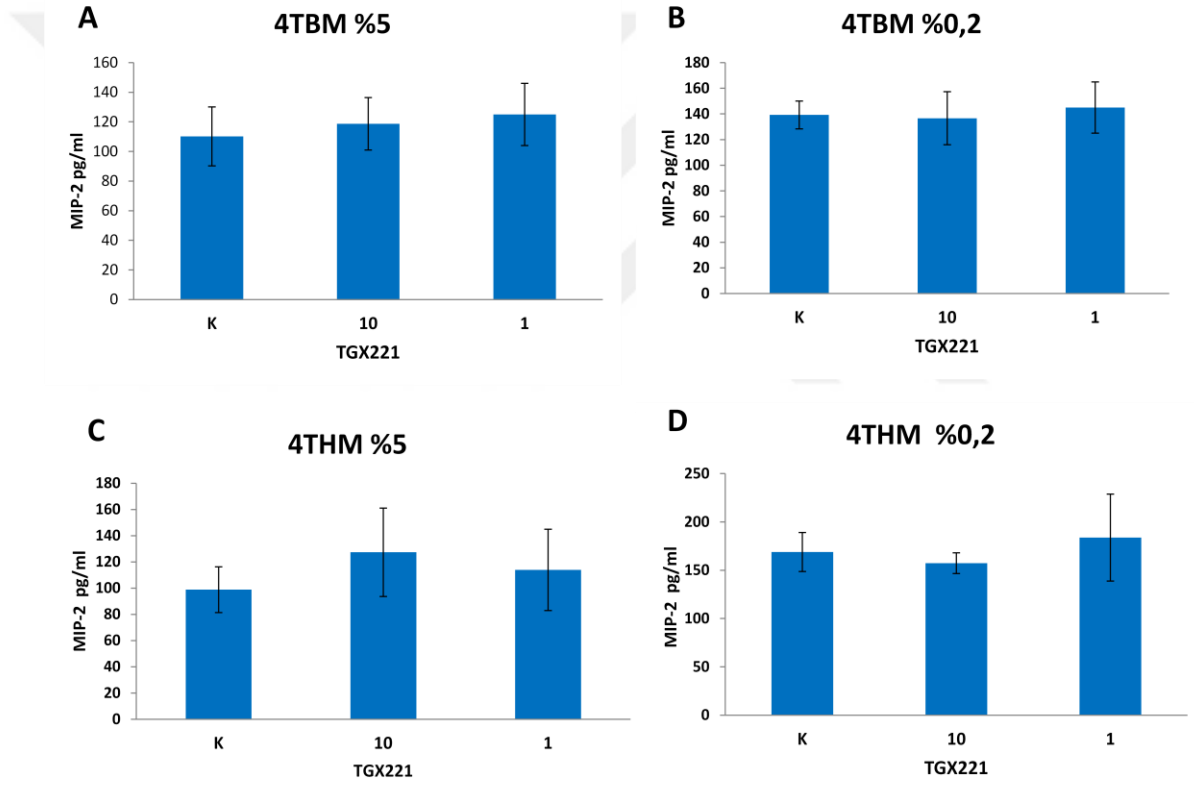 A
4TBM %5
MIP-2 pg/ml
160
140
120
100
80
60
40
20
0
K 10 1
TGX221
B
4TBM %0,2
MIP-2 pg/ml
180
160
140
120
100
80
60
40
20
0
K 10 1
TGX221
C
4THM %5
MIP-2 pg/ml
180
160
140
120
100
80
60
40
20
0
K 10 1
TGX221
D
4THM %0,2
MIP-2 pg/ml
250
200
150
100
50
0
K 10 1
TGX221